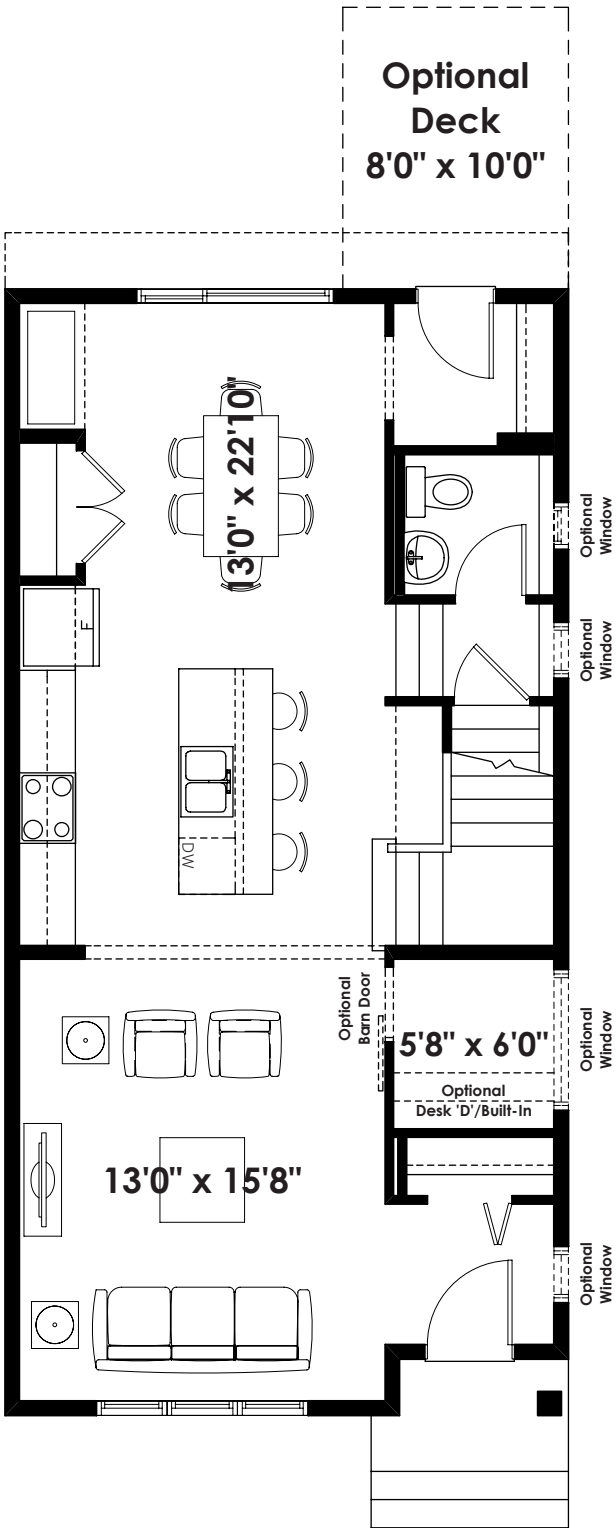 Optional
Deck
8'0" x 10'0"
13'0" x 22'10"
Optional
Window
F
Optional
Window
DW
Optional
Barn Door
5'8" x 6'0"
Optional
Window
Optional
Desk 'D'/Built-In
13'0" x 15'8"
Optional
Window